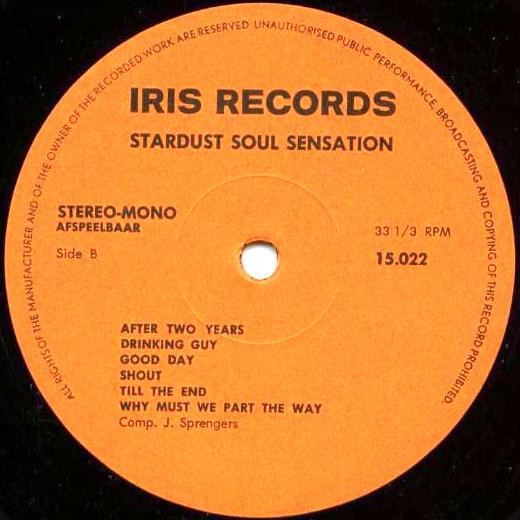 ALL RIGHTS OF THE MANUFACTURER AND OF THE OWNER OF THE RECORDED WORK ARE RESERVED UNAUTHORISED PUBLIC PERFORMANCE, BROADCASTING AND COPYING OF THIS RECORD PROHIBITED.
IRIS RECORDS
STARDUST SOUL SENSATION
STEREO-MONO
AFSPEELBAAR
33 1/3 RPM
Side B
15.022
AFTER TWO YEARS
DRINKING GUY
GOOD DAY
SHOUT
TILL THE END
WHY MUST WE PART THE WAY
Comp. J. Sprengers